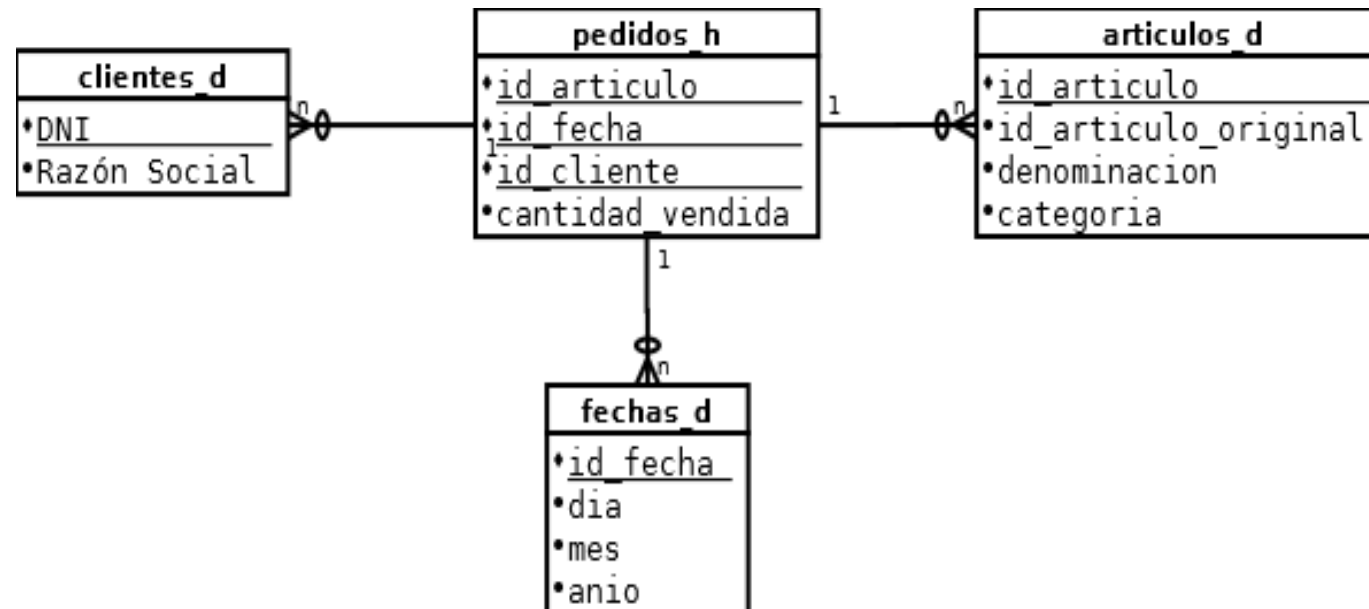 clientes_d
DNI
Razón Social
n
1
pedidos_h
id_articulo
id_fecha
id_cliente
cantidad_vendida
1
n
articulos_d
id_articulo
id_articulo_original
denominacion
categoria
1
n
fechas_d
id_fecha
dia
mes
anio